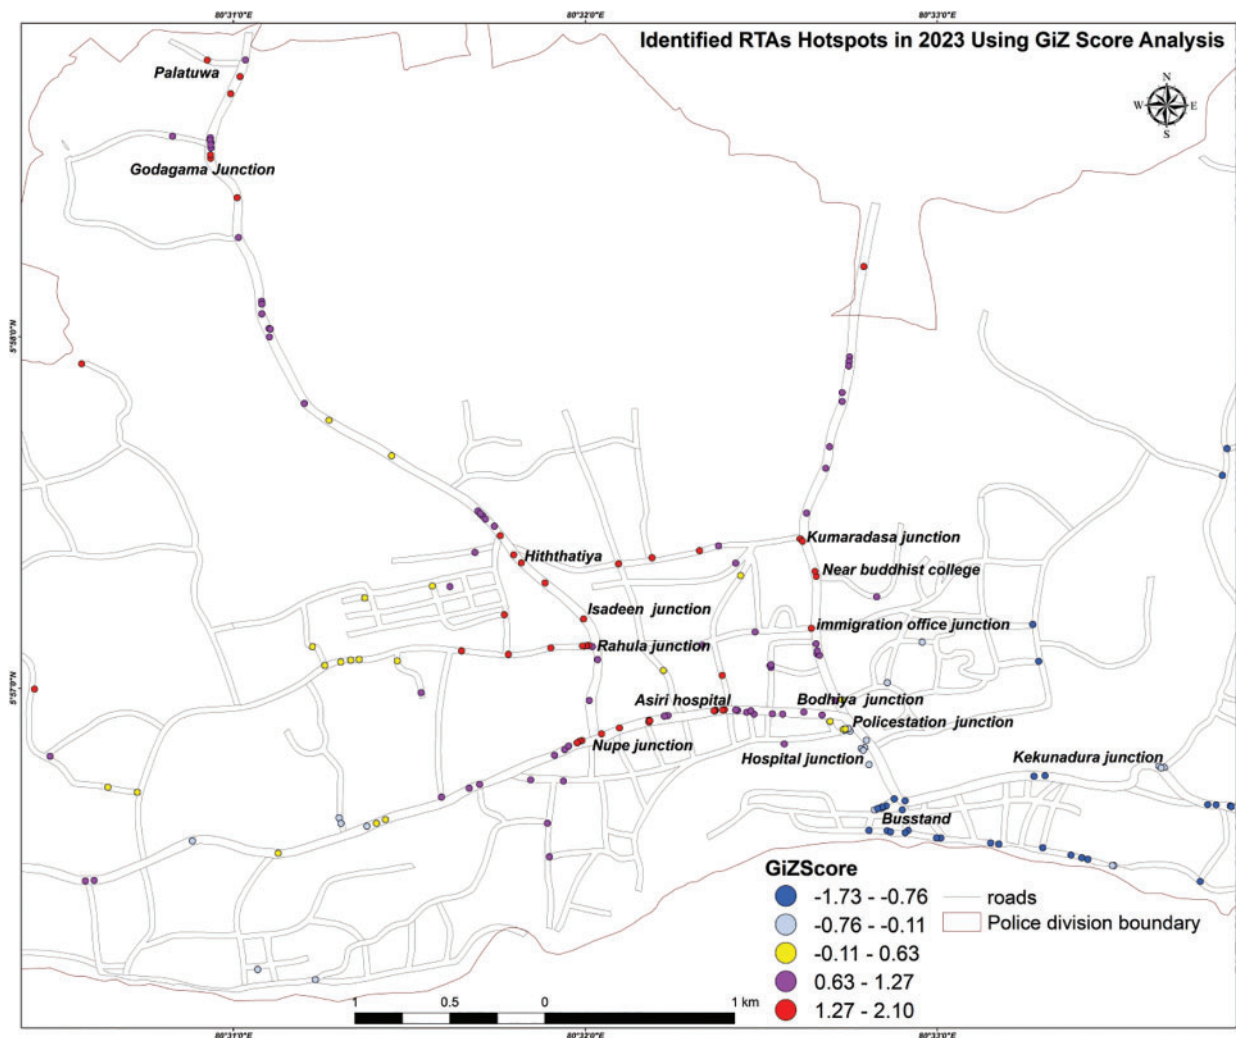 80°31'0"E 80°32'0"E 80°33'0"E
Identified RTAs Hotspots in 2023 Using GiZ Score Analysis
Palatuwa
N
W E
S
Godagama Junction
5°58'0"N
Kumaradasa junction
Hiththatiya
Near buddhist college
Isadeen junction
immigration office junction
Rahula junction
5°57'0"N
Asiri hospital
Bodhiya junction
Policestation junction
Nupe junction
Hospital junction
Kekunadura junction
Busstand
GiZScore
-1.73 - -0.76
roads
-0.76 - -0.11
Police division boundary
-0.11 - 0.63
0.63 - 1.27
1.27 - 2.10
1 0.5 0 1 km
80°31'0"E 80°32'0"E 80°33'0"E